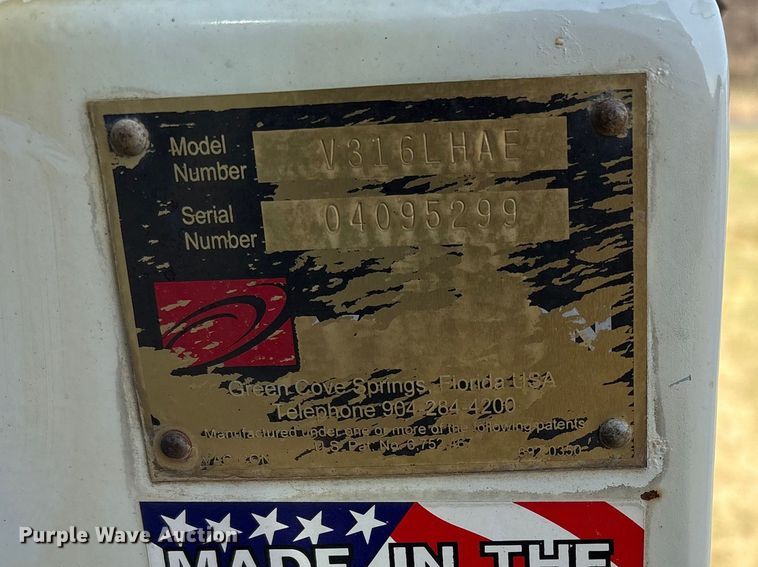 Model Number V316LHAE
Serial Number 04095299
Green Cove Springs, Florida USA
Telephone 904-284-4200
Manufactured under one or more of the following patents
U.S. Pat. No. 6,752,167
MADE IN THE
Purple Wave Auction